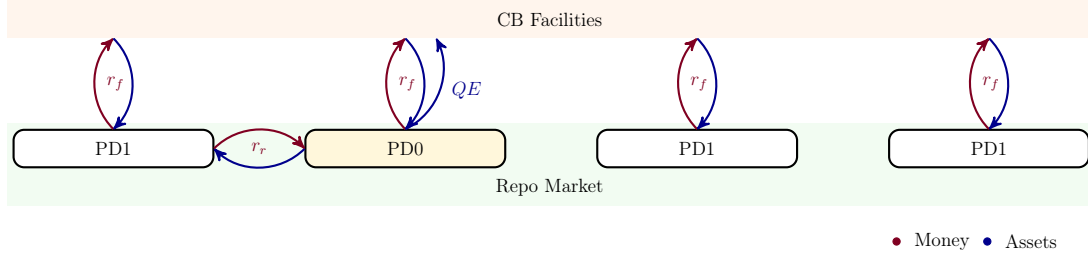 CB Facilities
r_f r_f QE r_f r_f
PD1 r_r PD0 PD1 PD1
Repo Market
Money Assets